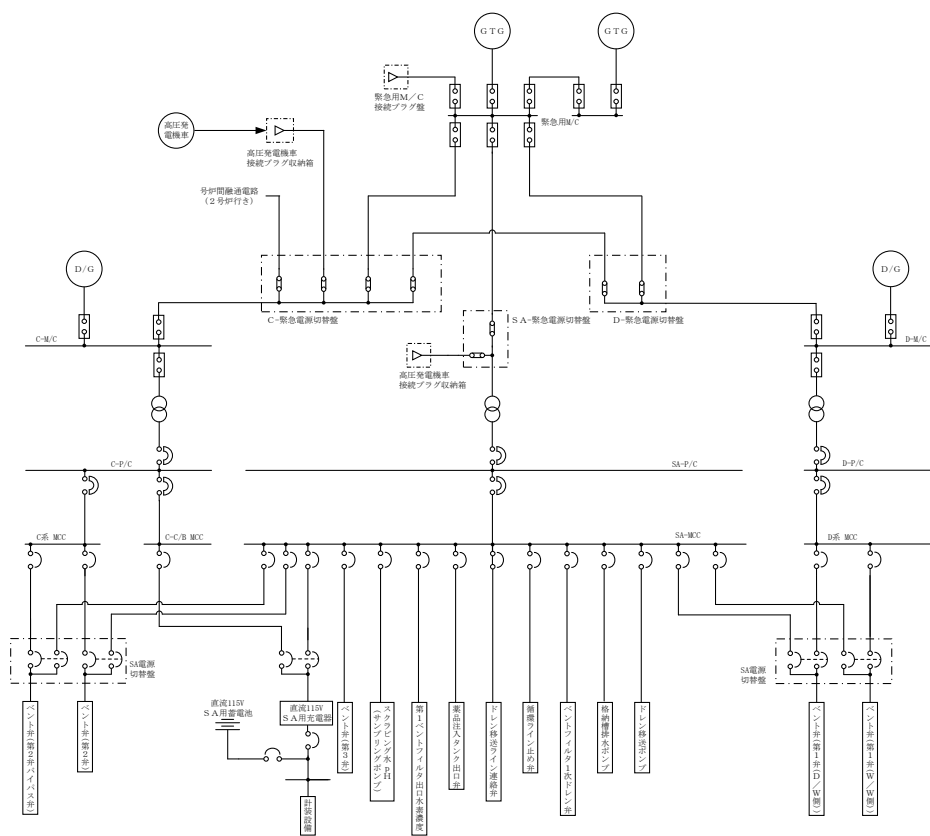 GTG
GTG
緊急用M/C
接続プラグ盤
緊急用M/C
高圧発
電機車
高圧発電機車
接続プラグ収納箱
号炉間融通電路
(2号炉行き)
D/G
D/G
C-緊急電源切替盤
SA-緊急電源切替盤
D-緊急電源切替盤
C-M/C
D-M/C
高圧発電機車
接続プラグ収納箱
C-P/C
SA-P/C
D-P/C
C系 MCC
C-C/B MCC
SA-MCC
D系 MCC
SA電源
切替盤
SA電源
切替盤
直流115V
SA用蓄電池
直流115V
SA用充電器
ベント弁(第2弁バイパス弁)
ベント弁(第2弁)
計装設備
ベント弁(第3弁)
スクラビング水pH
(サンプリングポンプ)
第1ベントフィルタ出口水素濃度
薬品注入タンク出口弁
ドレン移送ライン連絡弁
循環ライン止め弁
ベントフィルタ1次ドレン弁
格納槽排水ポンプ
ドレン移送ポンプ
ベント弁(第1弁(D/W側)
ベント弁(第1弁(W/W側)